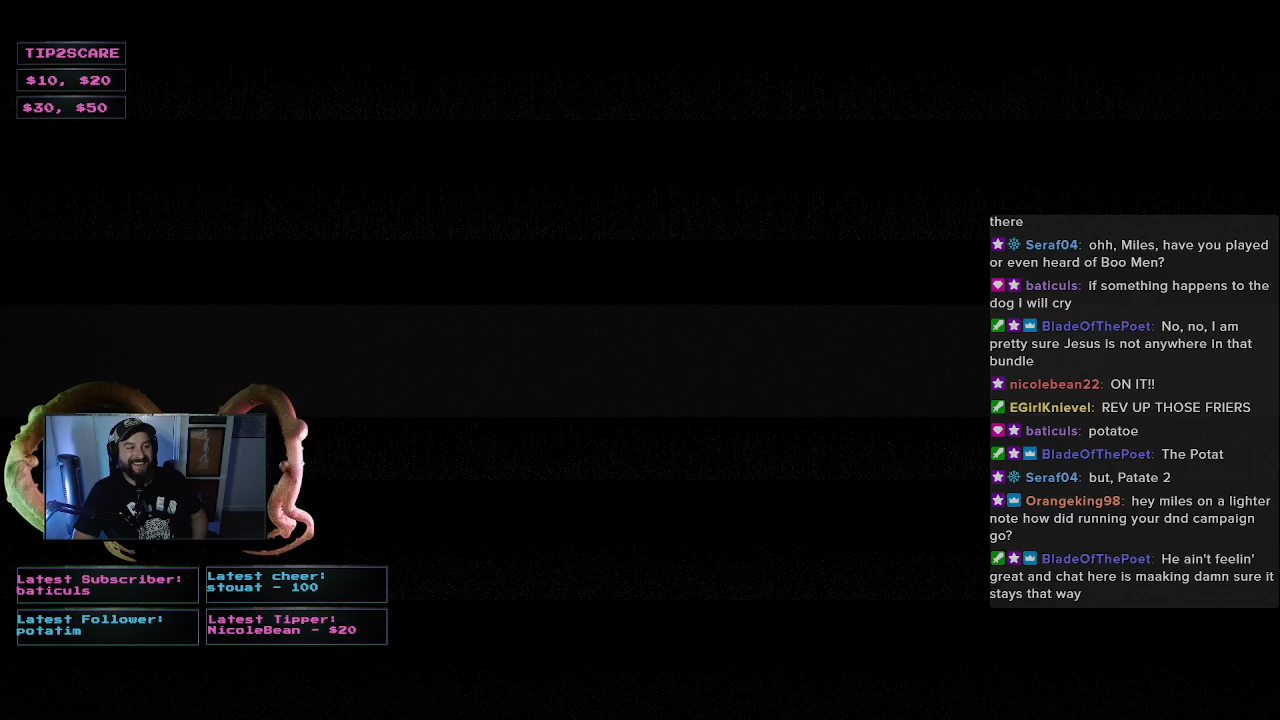 TIP2SCARE
$10, $20
$30, $50
there
Seraf04: ohh, Miles, have you played
or even heard of Boo Men?
baticuls: if something happens to the
dog I will cry
BladeOfThePoet: No, no, I am
pretty sure Jesus is not anywhere in that
bundle
nicolebean22: ON IT!!
EGirlKnievel: REV UP THOSE FRIERS
baticuls: potatoe
BladeOfThePoet: The Potat
Seraf04: but, Patate 2
Orangeking98: hey miles on a lighter
note how did running your dnd campaign
go?
BladeOfThePoet: He ain't feelin'
great and chat here is maaking damn sure it
stays that way
Latest Subscriber:
baticuls
Latest cheer:
stouat - 100
Latest Follower:
potatim
Latest Tipper:
NicoleBean - $20